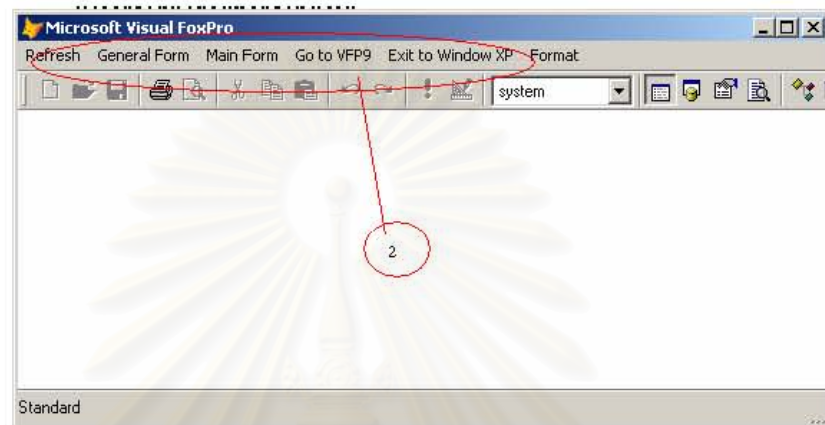 Microsoft Visual FoxPro
Refresh General Form Main Form Go to VFP9 Exit to Window XP Format
system
2
Standard